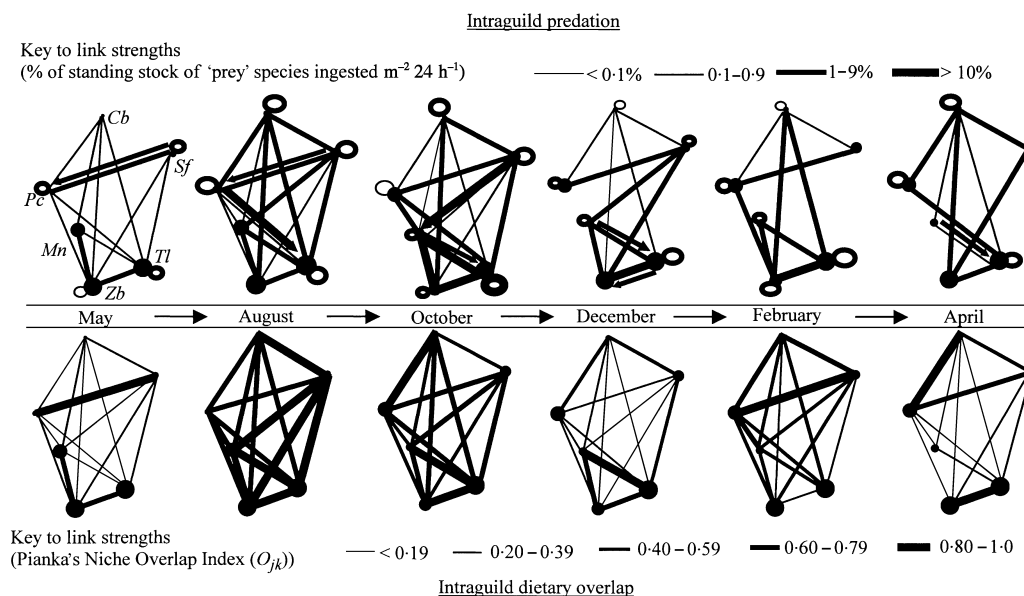 Intraguild predation
Key to link strengths
(% of standing stock of ‘prey’ species ingested m⁻² 24 h⁻¹)
< 0·1%
0·1–0·9
1–9%
> 10%
Cb
Sf
Pc
Mn
Tl
Zb
May
August
October
December
February
April
Key to link strengths
(Pianka’s Niche Overlap Index (Ojk))
< 0·19
0·20 – 0·39
0·40 – 0·59
0·60 – 0·79
0·80 – 1·0
Intraguild dietary overlap